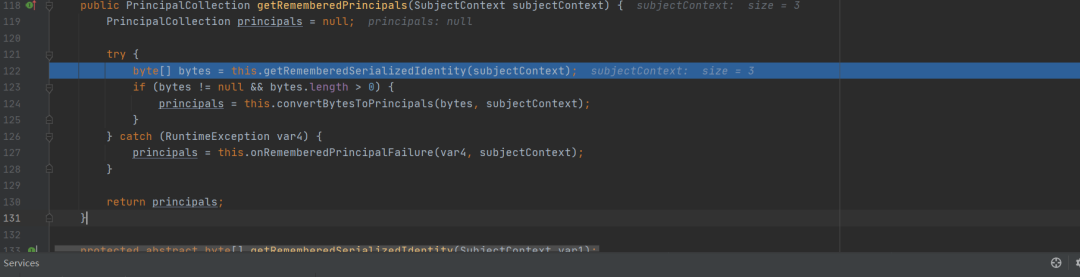 118 public PrincipalCollection getRememberedPrincipals(SubjectContext subjectContext) { subjectContext: size = 3
119 PrincipalCollection principals = null; principals: null
120
121 try {
122 byte[] bytes = this.getRememberedSerializedIdentity(subjectContext); subjectContext: size = 3
123 if (bytes != null && bytes.length > 0) {
124 principals = this.convertBytesToPrincipals(bytes, subjectContext);
125 }
126 } catch (RuntimeException var4) {
127 principals = this.onRememberedPrincipalFailure(var4, subjectContext);
128 }
129
130 return principals;
131 }
132
133 protected abstract byte[] getRememberedSerializedIdentity(SubjectContext var1);
Services